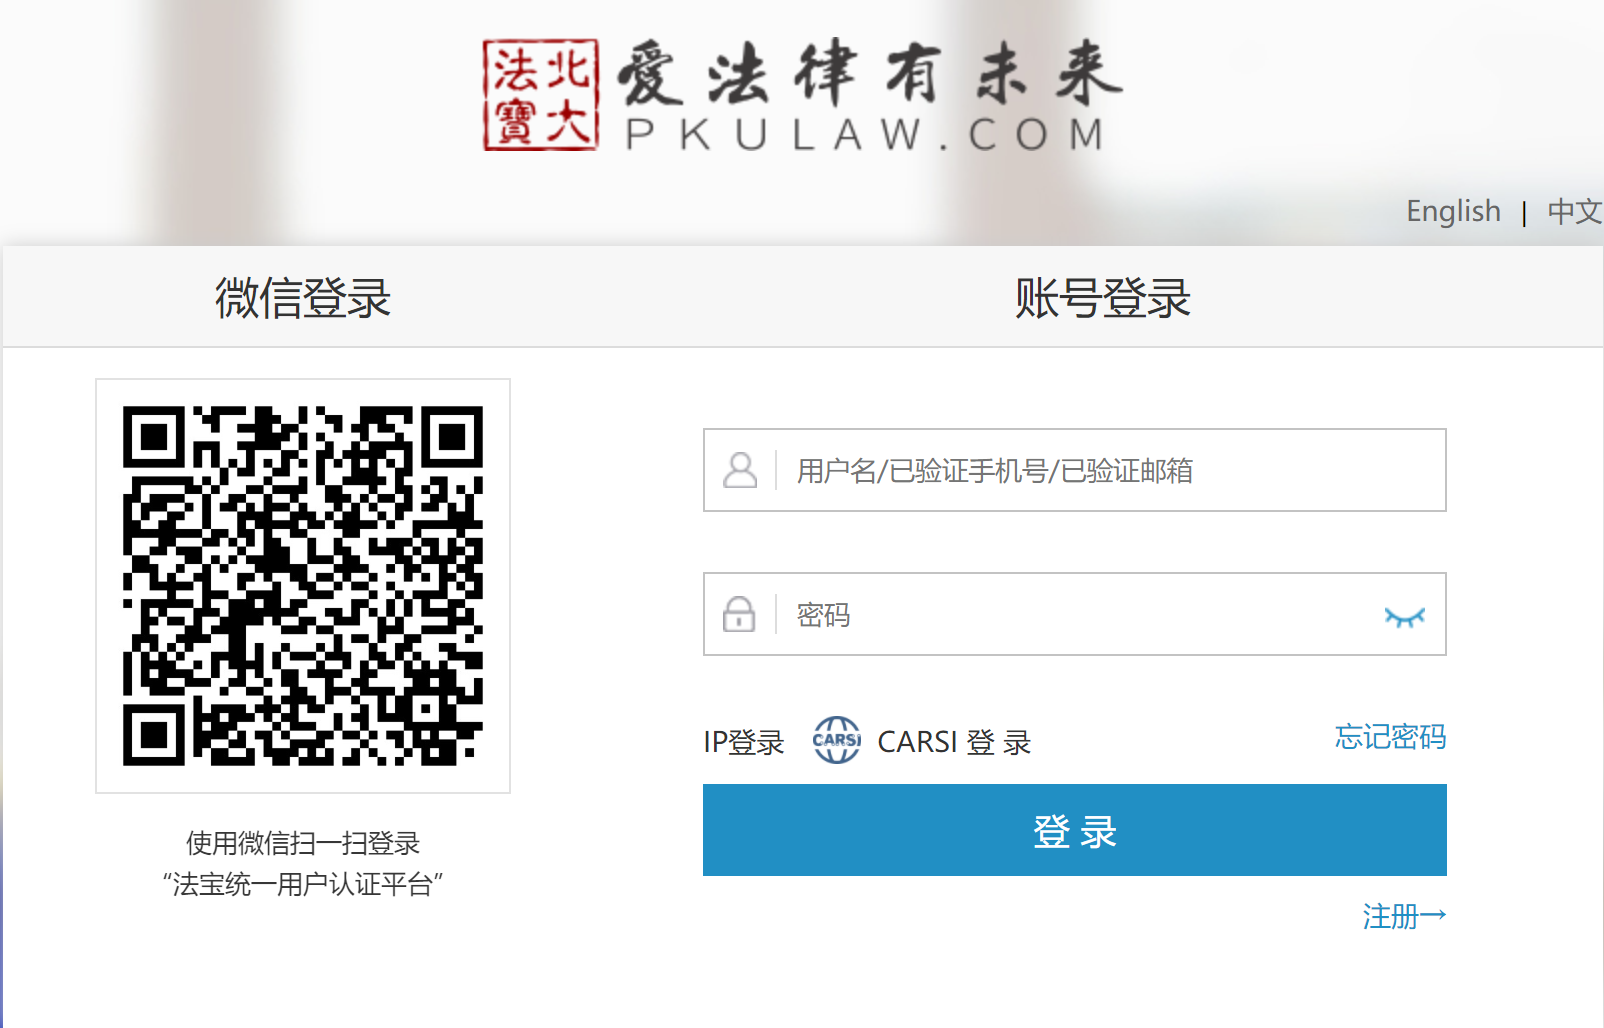 北大法寶
爱法律有未来
PKULAW.COM
English | 中文
微信登录
账号登录
用户名/已验证手机号/已验证邮箱
密码
IP登录 CARSI CARSI 登 录 忘记密码
登 录
注册→
使用微信扫一扫登录
“法宝统一用户认证平台”